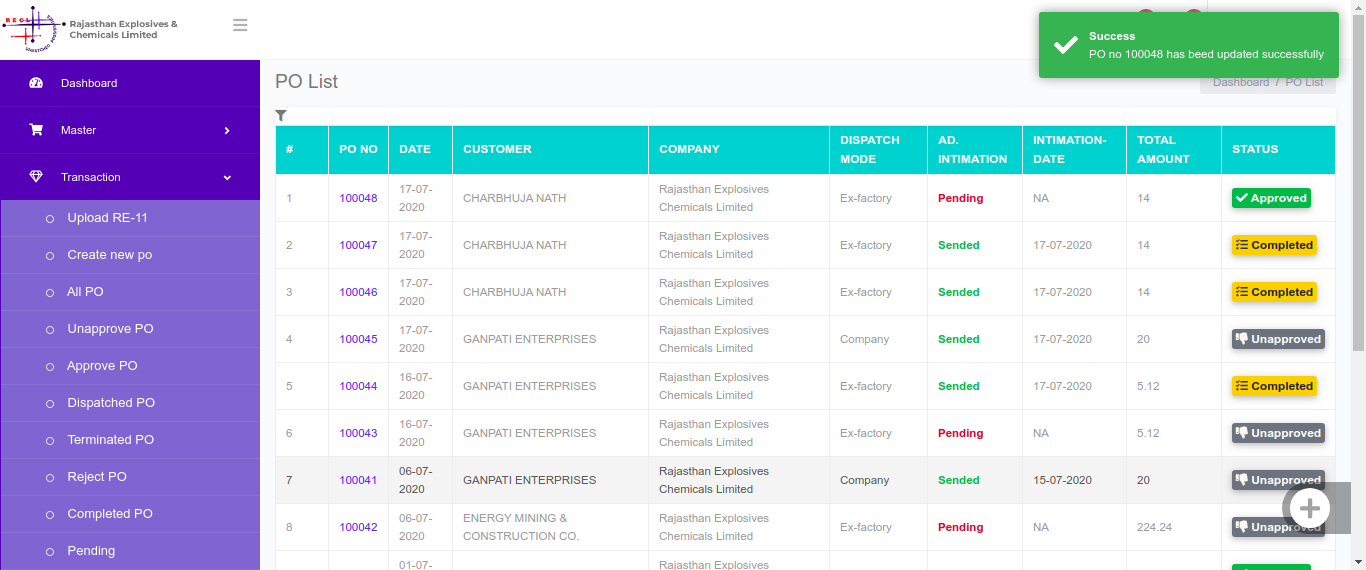 RECL
Rajasthan Explosives &
Chemicals Limited
Success
PO no 100048 has beed updated successfully
Dashboard
Master
Transaction
Upload RE-11
Create new po
All PO
Unapprove PO
Approve PO
Dispatched PO
Terminated PO
Reject PO
Completed PO
Pending
PO List
Dashboard / PO List
# PO NO DATE CUSTOMER COMPANY DISPATCH MODE AD. INTIMATION INTIMATION-DATE TOTAL AMOUNT STATUS
1 100048 17-07-2020 CHARBHUJA NATH Rajasthan Explosives Chemicals Limited Ex-factory Pending NA 14 Approved
2 100047 17-07-2020 CHARBHUJA NATH Rajasthan Explosives Chemicals Limited Ex-factory Sended 17-07-2020 14 Completed
3 100046 17-07-2020 CHARBHUJA NATH Rajasthan Explosives Chemicals Limited Ex-factory Sended 17-07-2020 14 Completed
4 100045 17-07-2020 GANPATI ENTERPRISES Rajasthan Explosives Chemicals Limited Company Sended 17-07-2020 20 Unapproved
5 100044 16-07-2020 GANPATI ENTERPRISES Rajasthan Explosives Chemicals Limited Ex-factory Sended 17-07-2020 5.12 Completed
6 100043 16-07-2020 GANPATI ENTERPRISES Rajasthan Explosives Chemicals Limited Ex-factory Pending NA 5.12 Unapproved
7 100041 06-07-2020 GANPATI ENTERPRISES Rajasthan Explosives Chemicals Limited Company Sended 15-07-2020 20 Unapproved
8 100042 06-07-2020 ENERGY MINING & CONSTRUCTION CO. Rajasthan Explosives Chemicals Limited Ex-factory Pending NA 224.24 Unapproved
01-07- Rajasthan Explosives